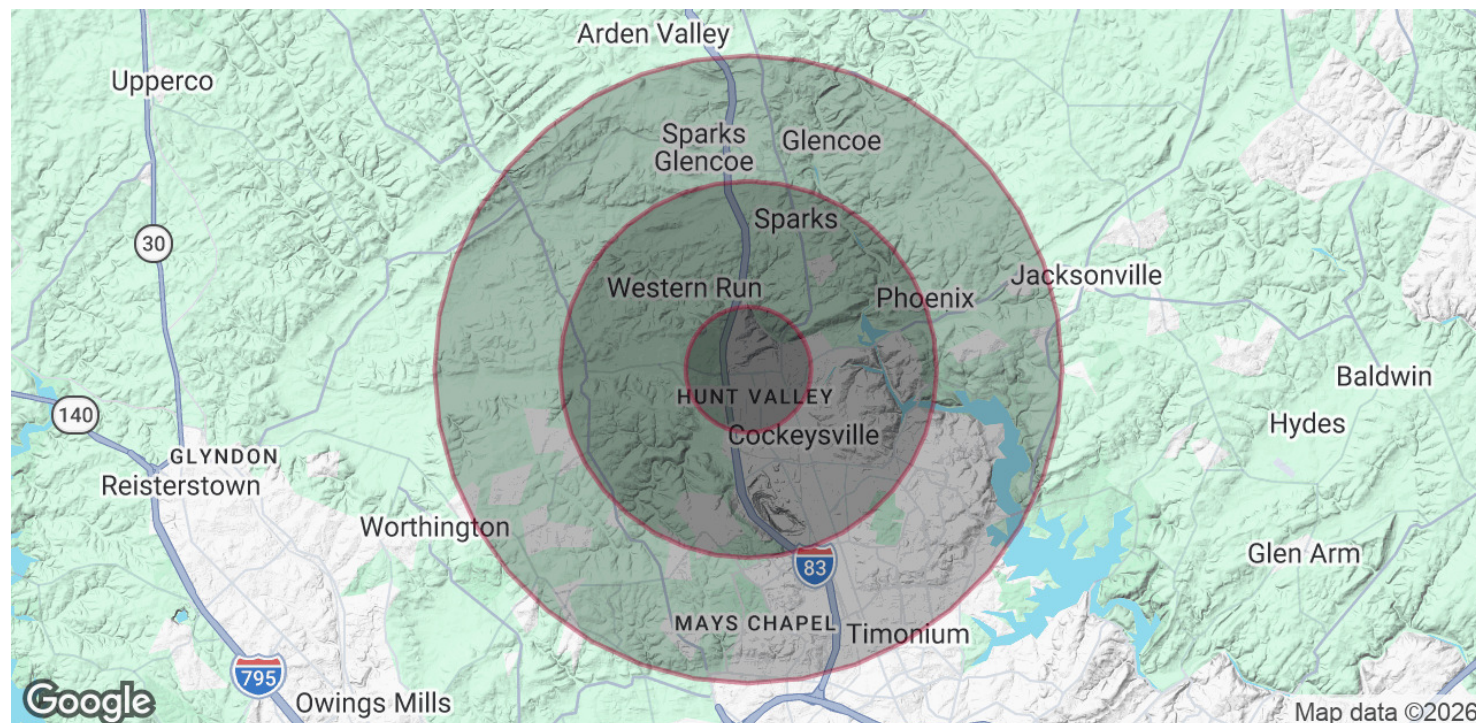 Arden Valley
Upperco
Sparks
Glencoe
Glencoe
Sparks
30
Western Run
Phoenix
Jacksonville
HUNT VALLEY
Baldwin
140
Cockeysville
Hydes
GLYNDON
Reisterstown
Worthington
83
Glen Arm
MAYS CHAPEL
Timonium
795
Owings Mills
Google
Map data ©2026